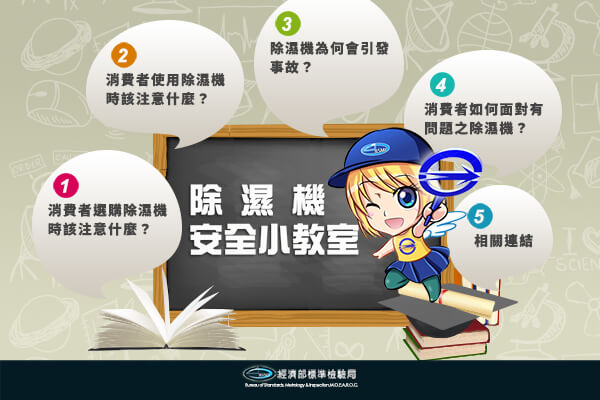 1
消費者選購除濕機
時該注意什麼？
2
消費者使用除濕機
時該注意什麼？
3
除濕機為何會引發
事故？
4
消費者如何面對有
問題之除濕機？
5
相關連結
除濕機
安全小教室
經濟部標準檢驗局
Bureau of Standards, Metrology & Inspection, M.O.E.A, R.O.C.